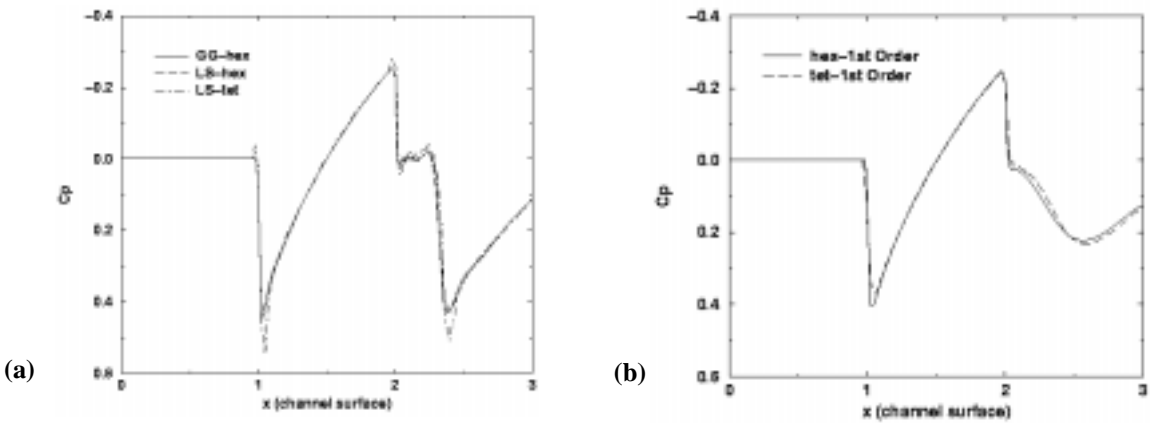 -0.4
-0.2
0.0
0.2
0.4
0.6
Cp
GG-hex
LS-hex
LS-tet
0
1
2
3
x (channel surface)
(a)
-0.4
-0.2
0.0
0.2
0.4
0.6
Cp
hex-1st Order
tet-1st Order
0
1
2
3
x (channel surface)
(b)